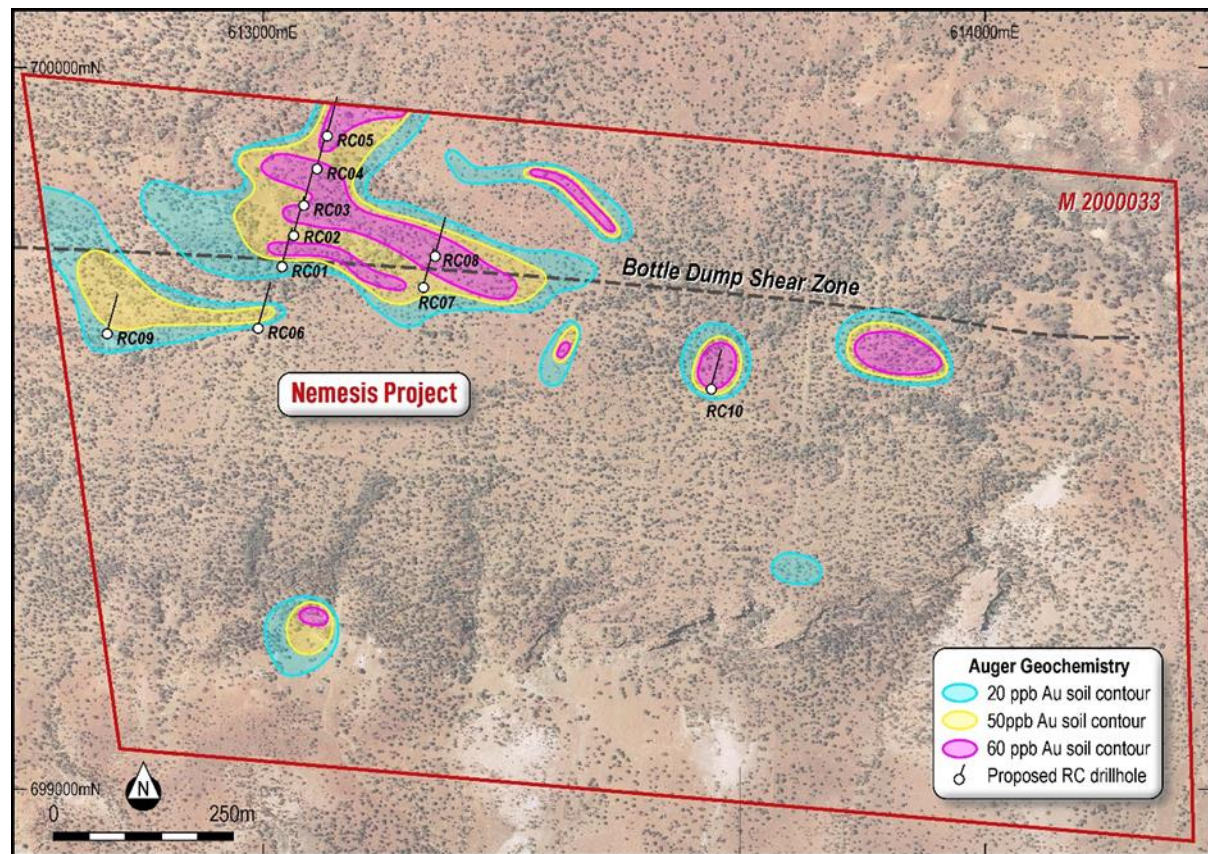 613000mE
614000mE
700000mN
RC05
RC04
M 2000033
RC03
RC02
RC08
RC01
Bottle Dump Shear Zone
RC07
RC09
RC06
Nemesis Project
RC10
Auger Geochemistry
20 ppb Au soil contour
50ppb Au soil contour
60 ppb Au soil contour
Proposed RC drillhole
699000mN
N
0
250m